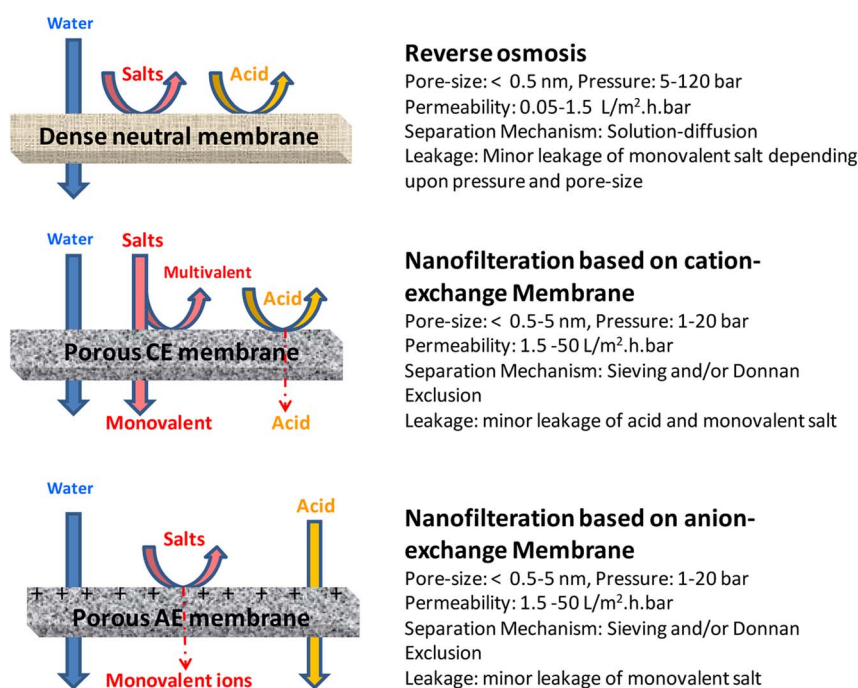 Water
Salts
Acid
Dense neutral membrane
Reverse osmosis
Pore-size: < 0.5 nm, Pressure: 5-120 bar
Permeability: 0.05-1.5 L/m².h.bar
Separation Mechanism: Solution-diffusion
Leakage: Minor leakage of monovalent salt depending
upon pressure and pore-size
Water
Salts
Multivalent
Acid
Porous CE membrane
Monovalent
Acid
Nanofilteration based on cation-
exchange Membrane
Pore-size: < 0.5-5 nm, Pressure: 1-20 bar
Permeability: 1.5 -50 L/m².h.bar
Separation Mechanism: Sieving and/or Donnan
Exclusion
Leakage: minor leakage of acid and monovalent salt
Water
Salts
Acid
+ + + + + + + + + + + + +
Porous AE membrane
Monovalent ions
Nanofilteration based on anion-
exchange Membrane
Pore-size: < 0.5-5 nm, Pressure: 1-20 bar
Permeability: 1.5 -50 L/m².h.bar
Separation Mechanism: Sieving and/or Donnan
Exclusion
Leakage: minor leakage of monovalent salt